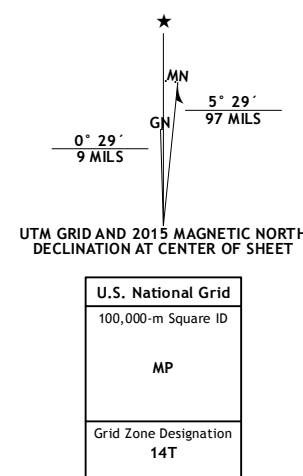 ★
MN
5° 29´
97 MILS
GN
0° 29´
9 MILS
UTM GRID AND 2015 MAGNETIC NORTH
DECLINATION AT CENTER OF SHEET
U.S. National Grid
100,000-m Square ID
MP
Grid Zone Designation
14T